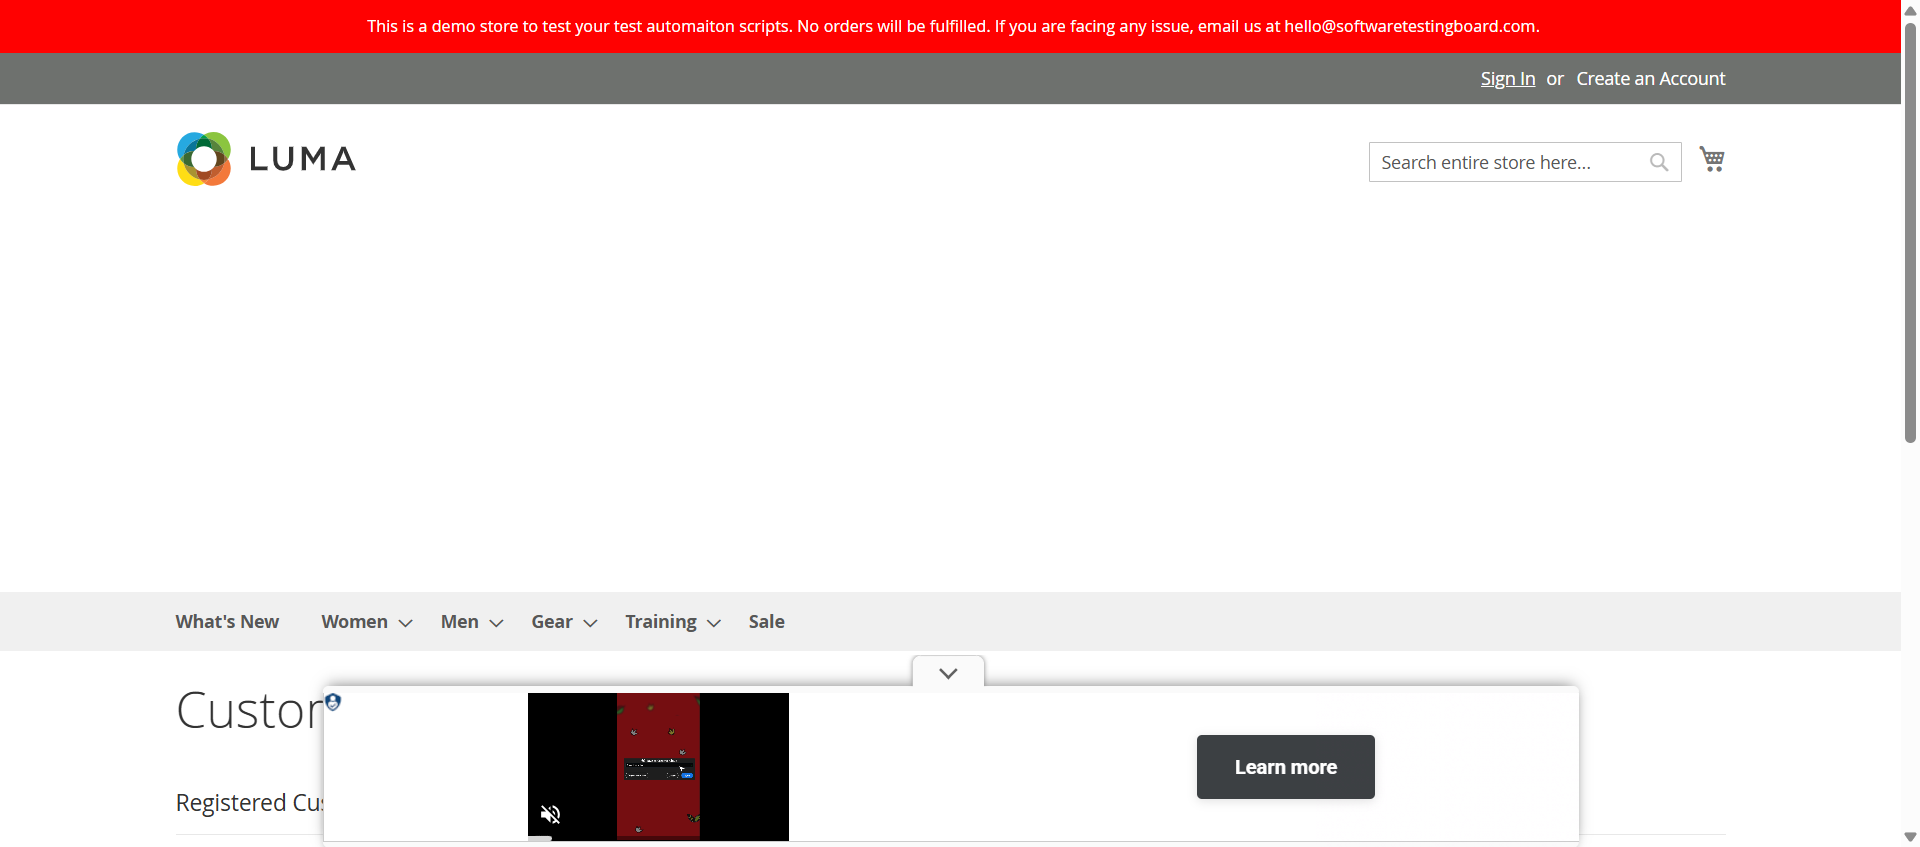 This is a demo store to test your test automaiton scripts. No orders will be fulfilled. If you are facing any issue, email us at hello@softwaretestingboard.com.
Sign In or Create an Account
LUMA
Search entire store here...
What's New Women Men Gear Training Sale
Learn more
Registered